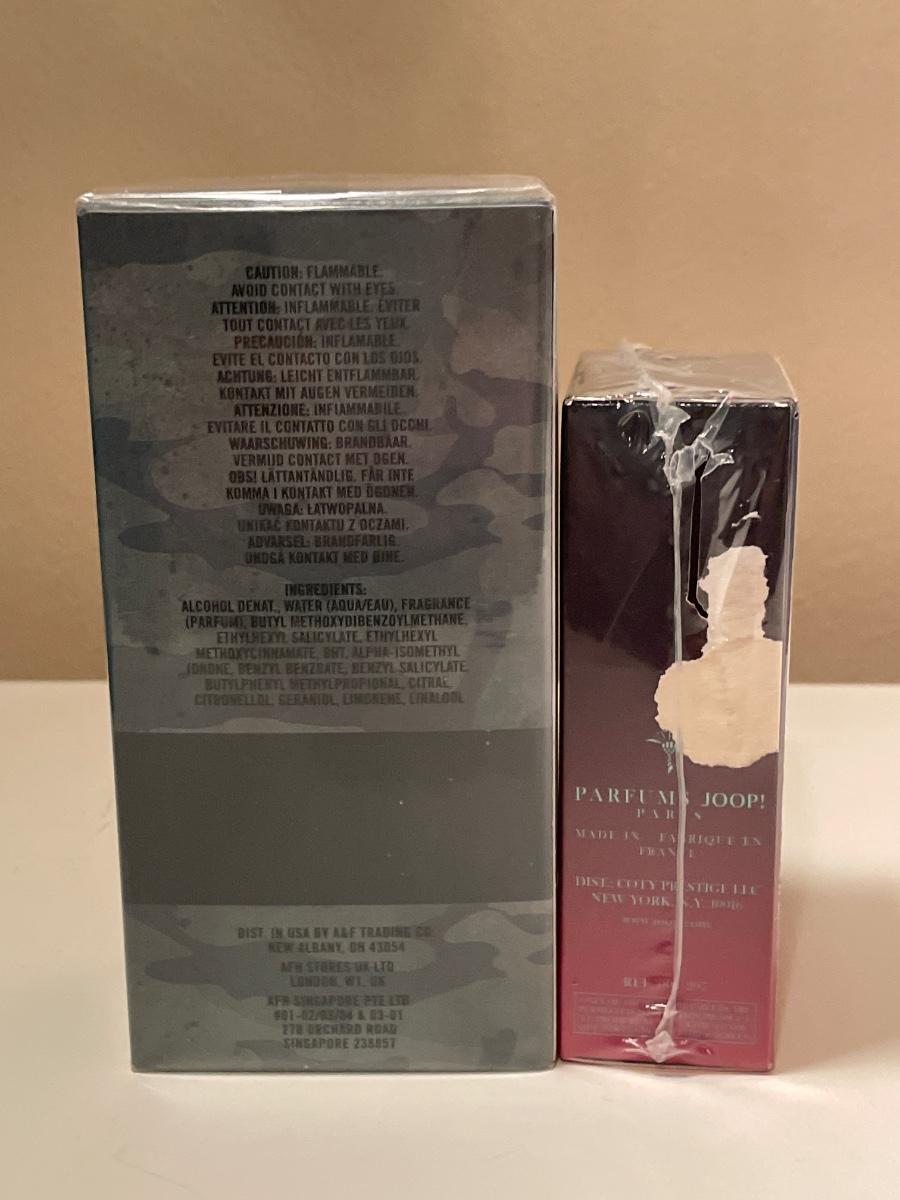 CAUTION: FLAMMABLE.
AVOID CONTACT WITH EYES.
ATTENTION: INFLAMMABLE. ÉVITER
TOUT CONTACT AVEC LES YEUX.
PRECAUCIÓN: INFLAMABLE.
EVITE EL CONTACTO CON LOS OJOS.
ACHTUNG: LEICHT ENTFLAMMBAR.
KONTAKT MIT AUGEN VERMEIDEN.
ATTENZIONE: INFIAMMABILE.
EVITARE IL CONTATTO CON GLI OCCHI.
WAARSCHUWING: BRANDBAAR.
VERMIJD CONTACT MET OGEN.
OBS! LÄTTANTÄNDLIG. FÅR INTE
KOMMA I KONTAKT MED ÖGONEN.
UWAGA: ŁATWOPALNA.
UNIKAĆ KONTAKTU Z OCZAMI.
ADVARSEL: BRANDFARLIG.
UNDGÅ KONTAKT MED ØJNE.
INGREDIENTS:
ALCOHOL DENAT., WATER (AQUA/EAU), FRAGRANCE
(PARFUM), BUTYL METHOXYDIBENZOYLMETHANE,
ETHYLHEXYL SALICYLATE, ETHYLHEXYL
METHOXYCINNAMATE, BHT, ALPHA-ISOMETHYL
IONONE, BENZYL BENZOATE, BENZYL SALICYLATE,
BUTYLPHENYL METHYLPROPIONAL, CITRAL,
CITRONELLOL, GERANIOL, LIMONENE, LINALOOL
DIST. IN USA BY A&F TRADING CO.
NEW ALBANY, OH 43054
AFH STORES UK LTD
LONDON, W1, UK
AFH SINGAPORE PTE LTD
#01-02/03/04 & 03-01
270 ORCHARD ROAD
SINGAPORE 238857
PARFUMS JOOP!
PARIS
MADE IN FABRIQUE EN
FRANCE
DIST.: COTY PRESTIGE LLC
NEW YORK, N.Y. 10016
REF